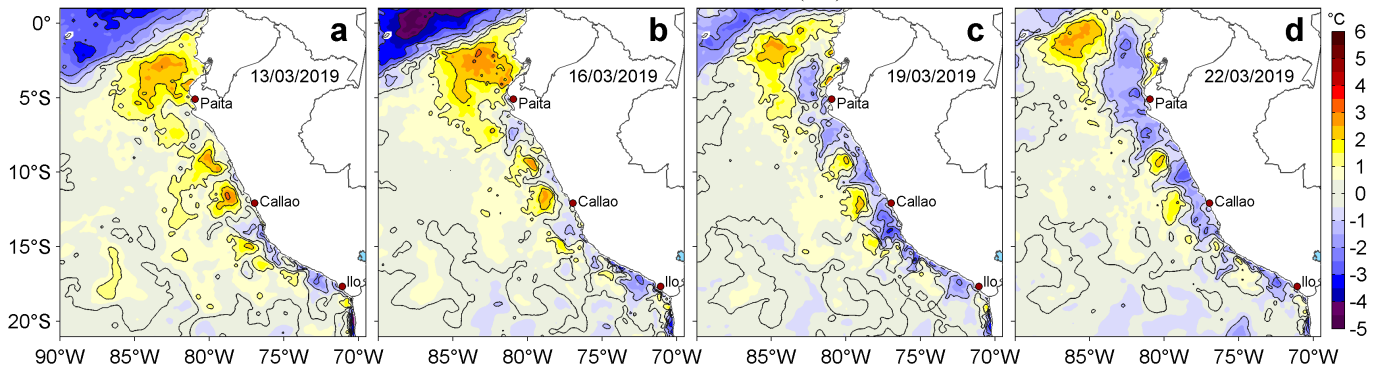 a b c d °C
0° 6
5
13/03/2019 16/03/2019 19/03/2019 22/03/2019 4
5°S Paita Paita Paita Paita 3
2
10°S 1
Callao Callao Callao Callao 0
-1
15°S -2
-3
Ilo Ilo Ilo Ilo -4
20°S -5
90°W 85°W 80°W 75°W 70°W 85°W 80°W 75°W 70°W 85°W 80°W 75°W 70°W 85°W 80°W 75°W 70°W